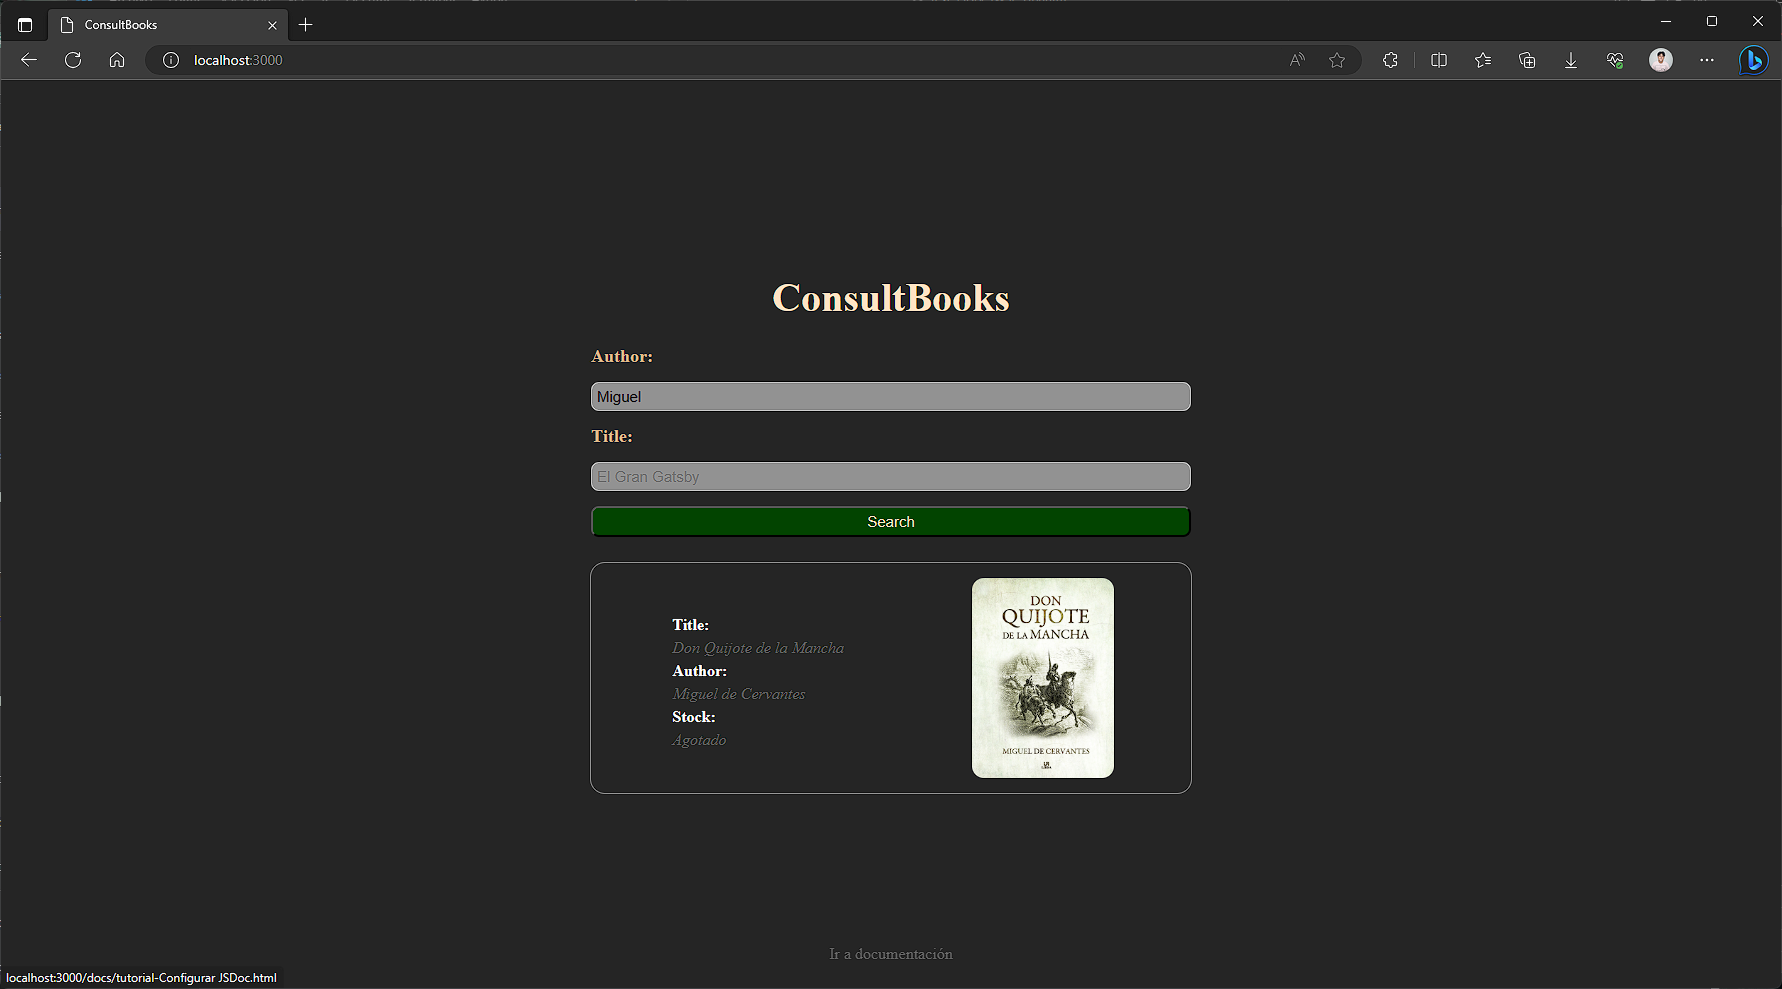 ConsultBooks
localhost:3000
ConsultBooks
Author:
Miguel
Title:
El Gran Gatsby
Search
Title:
Don Quijote de la Mancha
Author:
Miguel de Cervantes
Stock:
Agotado
DON
QUIJOTE
DE LA MANCHA
MIGUEL DE CERVANTES
Ir a documentación
localhost:3000/docs/tutorial-Configurar JSDoc.html